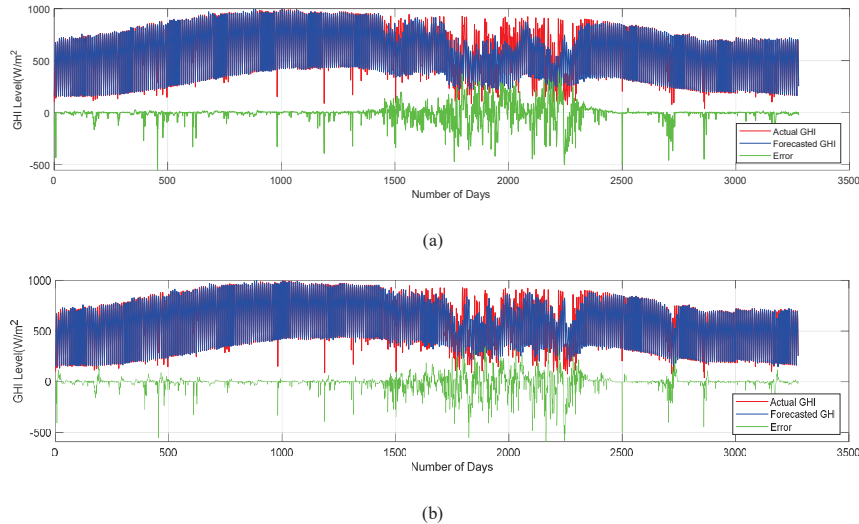 1000
500
0
-500
GHI Level(W/m²
0
500
1000
1500
2000
2500
3000
3500
Number of Days
Actual GHI
Forecasted GHI
Error
(a)
1000
500
0
-500
GHI Level(W/m²
0
500
1000
1500
2000
2500
3000
3500
Number of Days
Actual GHI
Forecasted GHI
Error
(b)